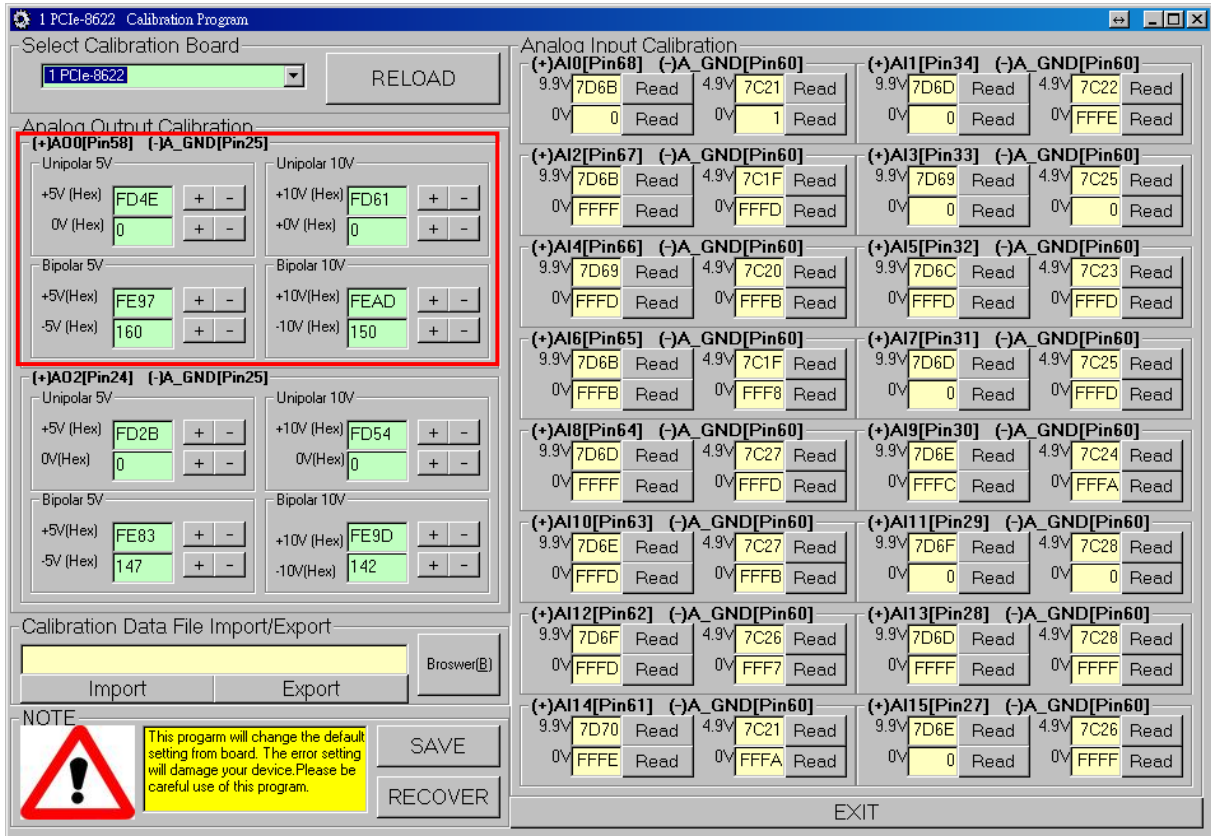 1 PCIe-8622 Calibration Program
Select Calibration Board
1 PCIe-8622
RELOAD
Analog Output Calibration
(+)AO0[Pin58] (-)A_GND[Pin25]
Unipolar 5V
+5V (Hex) FD4E + -
0V (Hex) 0 + -
Unipolar 10V
+10V (Hex) FD61 + -
+0V (Hex) 0 + -
Bipolar 5V
+5V(Hex) FE97 + -
-5V (Hex) 160 + -
Bipolar 10V
+10V(Hex) FEAD + -
-10V (Hex) 150 + -
(+)AO2[Pin24] (-)A_GND[Pin25]
Unipolar 5V
+5V (Hex) FD2B + -
0V(Hex) 0 + -
Unipolar 10V
+10V (Hex) FD54 + -
0V(Hex) 0 + -
Bipolar 5V
+5V(Hex) FE83 + -
-5V (Hex) 147 + -
Bipolar 10V
+10V (Hex) FE9D + -
-10V(Hex) 142 + -
Calibration Data File Import/Export
Broswer(B)
Import Export
NOTE
This progarm will change the default
setting from board. The error setting
will damage your device.Please be
careful use of this program.
SAVE
RECOVER
Analog Input Calibration
(+)AI0[Pin68] (-)A_GND[Pin60]
9.9V 7D6B Read 4.9V 7C21 Read
0V 0 Read 0V 1 Read
(+)AI1[Pin34] (-)A_GND[Pin60]
9.9V 7D6D Read 4.9V 7C22 Read
0V 0 Read 0V FFFE Read
(+)AI2[Pin67] (-)A_GND[Pin60]
9.9V 7D6B Read 4.9V 7C1F Read
0V FFFF Read 0V FFFD Read
(+)AI3[Pin33] (-)A_GND[Pin60]
9.9V 7D69 Read 4.9V 7C25 Read
0V 0 Read 0V 0 Read
(+)AI4[Pin66] (-)A_GND[Pin60]
9.9V 7D69 Read 4.9V 7C20 Read
0V FFFD Read 0V FFFB Read
(+)AI5[Pin32] (-)A_GND[Pin60]
9.9V 7D6C Read 4.9V 7C23 Read
0V FFFD Read 0V FFFD Read
(+)AI6[Pin65] (-)A_GND[Pin60]
9.9V 7D6B Read 4.9V 7C1F Read
0V FFFB Read 0V FFF8 Read
(+)AI7[Pin31] (-)A_GND[Pin60]
9.9V 7D6D Read 4.9V 7C25 Read
0V 0 Read 0V FFFD Read
(+)AI8[Pin64] (-)A_GND[Pin60]
9.9V 7D6D Read 4.9V 7C27 Read
0V FFFF Read 0V FFFD Read
(+)AI9[Pin30] (-)A_GND[Pin60]
9.9V 7D6E Read 4.9V 7C24 Read
0V FFFC Read 0V FFFA Read
(+)AI10[Pin63] (-)A_GND[Pin60]
9.9V 7D6E Read 4.9V 7C27 Read
0V FFFD Read 0V FFFB Read
(+)AI11[Pin29] (-)A_GND[Pin60]
9.9V 7D6F Read 4.9V 7C28 Read
0V 0 Read 0V 0 Read
(+)AI12[Pin62] (-)A_GND[Pin60]
9.9V 7D6F Read 4.9V 7C26 Read
0V FFFD Read 0V FFF7 Read
(+)AI13[Pin28] (-)A_GND[Pin60]
9.9V 7D6D Read 4.9V 7C28 Read
0V FFFF Read 0V FFFF Read
(+)AI14[Pin61] (-)A_GND[Pin60]
9.9V 7D70 Read 4.9V 7C21 Read
0V FFFE Read 0V FFFA Read
(+)AI15[Pin27] (-)A_GND[Pin60]
9.9V 7D6E Read 4.9V 7C26 Read
0V 0 Read 0V FFFF Read
EXIT